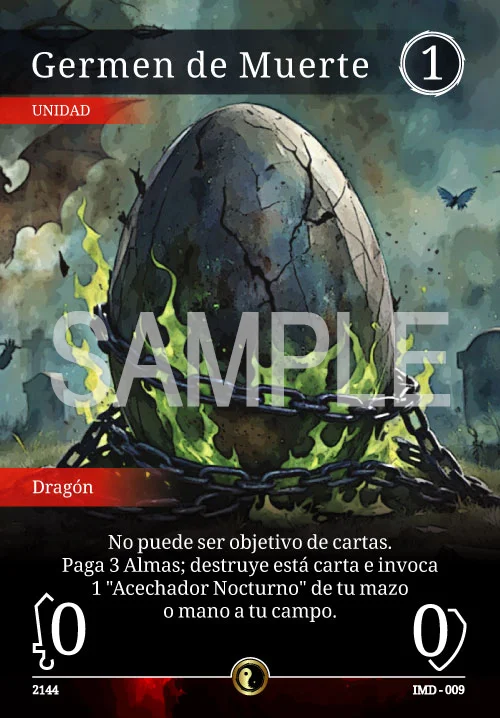 Germen de Muerte 1
UNIDAD
SAMPLE
Dragón
No puede ser objetivo de cartas.
Paga 3 Almas; destruye está carta e invoca
1 "Acechador Nocturno" de tu mazo
o mano a tu campo.
0 0
2144 IMD - 009